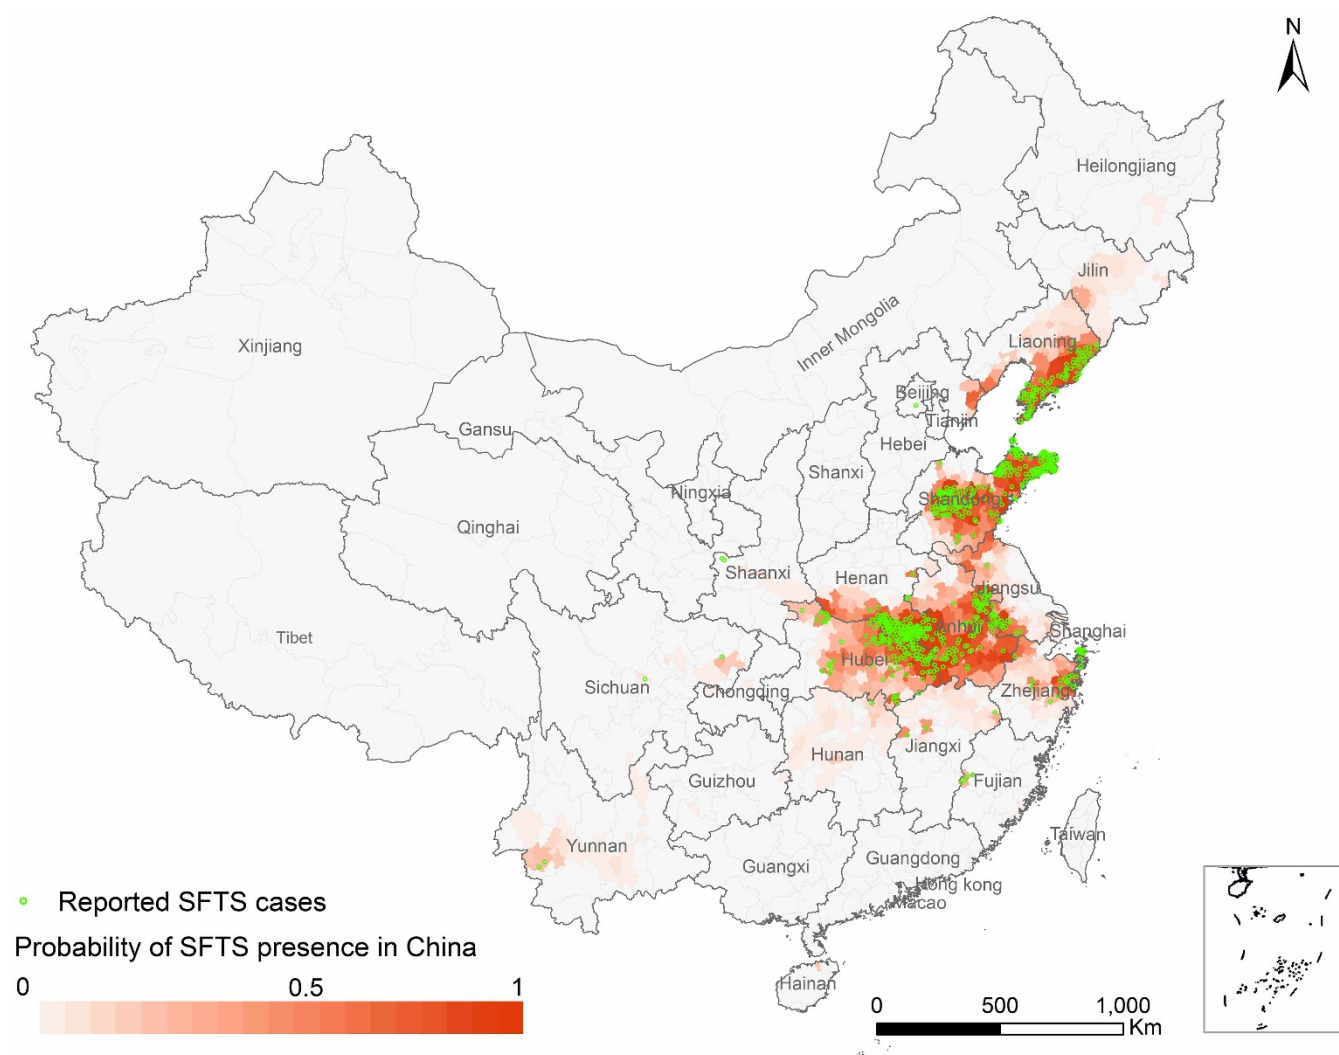 N
Heilongjiang
Jilin
Liaoning
Inner Mongolia
Xinjiang
Beijing
Tianjin
Gansu
Hebei
Shanxi
Ningxia
Shandong
Qinghai
Shaanxi
Henan
Jiangsu
Anhui
Shanghai
Tibet
Hubei
Sichuan
Chongqing
Zhejiang
Hunan
Jiangxi
Guizhou
Fujian
Taiwan
Yunnan
Guangxi
Guangdong
Hong kong
Macao
Hainan
Reported SFTS cases
Probability of SFTS presence in China
0 0.5 1
0 500 1,000
Km